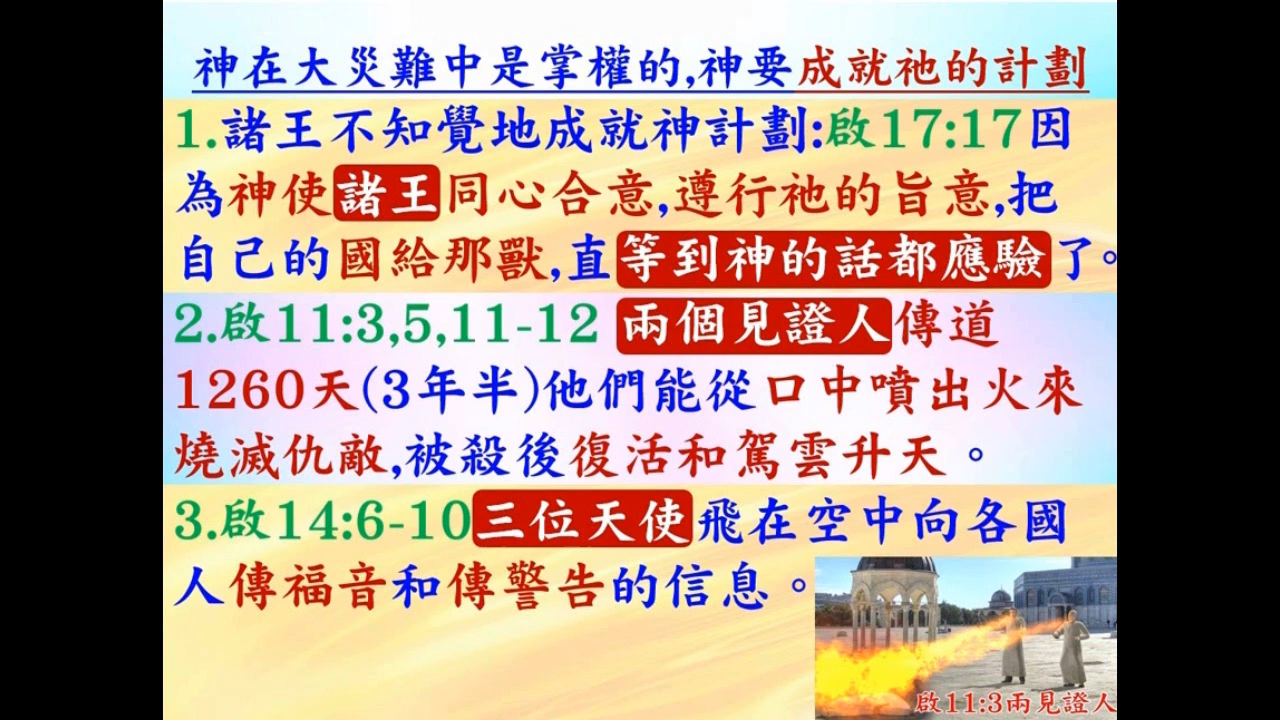 神在大災難中是掌權的,神要成就祂的計劃
1.諸王不知覺地成就神計劃:啟17:17因
為神使諸王同心合意,遵行祂的旨意,把
自己的國給那獸,直等到神的話都應驗了。
2.啟11:3,5,11-12 兩個見證人傳道
1260天(3年半)他們能從口中噴出火來
燒滅仇敵,被殺後復活和駕雲升天。
3.啟14:6-10三位天使飛在空中向各國
人傳福音和傳警告的信息。
啟11:3兩見證人